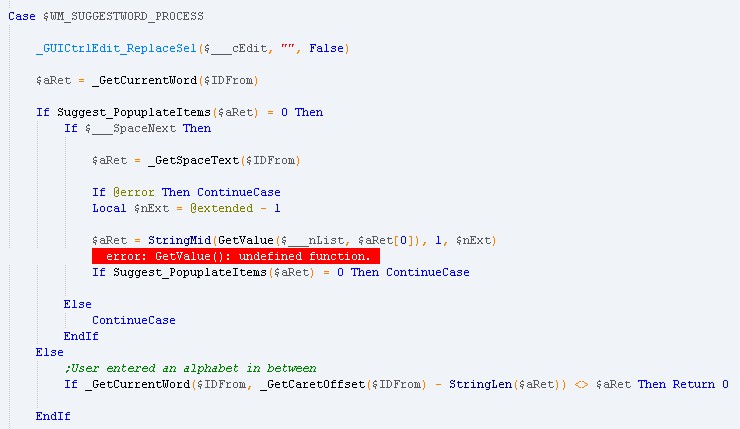 Case $WM_SUGGESTWORD_PROCESS
_GUICtrlEdit_ReplaceSel($___cEdit, "", False)
$aRet = _GetCurrentWord($IDFrom)
If Suggest_PopuplateItems($aRet) = 0 Then
If $___SpaceNext Then
$aRet = _GetSpaceText($IDFrom)
If @error Then ContinueCase
Local $nExt = @extended - 1
$aRet = StringMid(GetValue($___nList, $aRet[0]), 1, $nExt)
error: GetValue(): undefined function.
If Suggest_PopuplateItems($aRet) = 0 Then ContinueCase
Else
ContinueCase
EndIf
Else
;User entered an alphabet in between
If _GetCurrentWord($IDFrom, _GetCaretOffset($IDFrom) - StringLen($aRet)) <> $aRet Then Return 0
EndIf